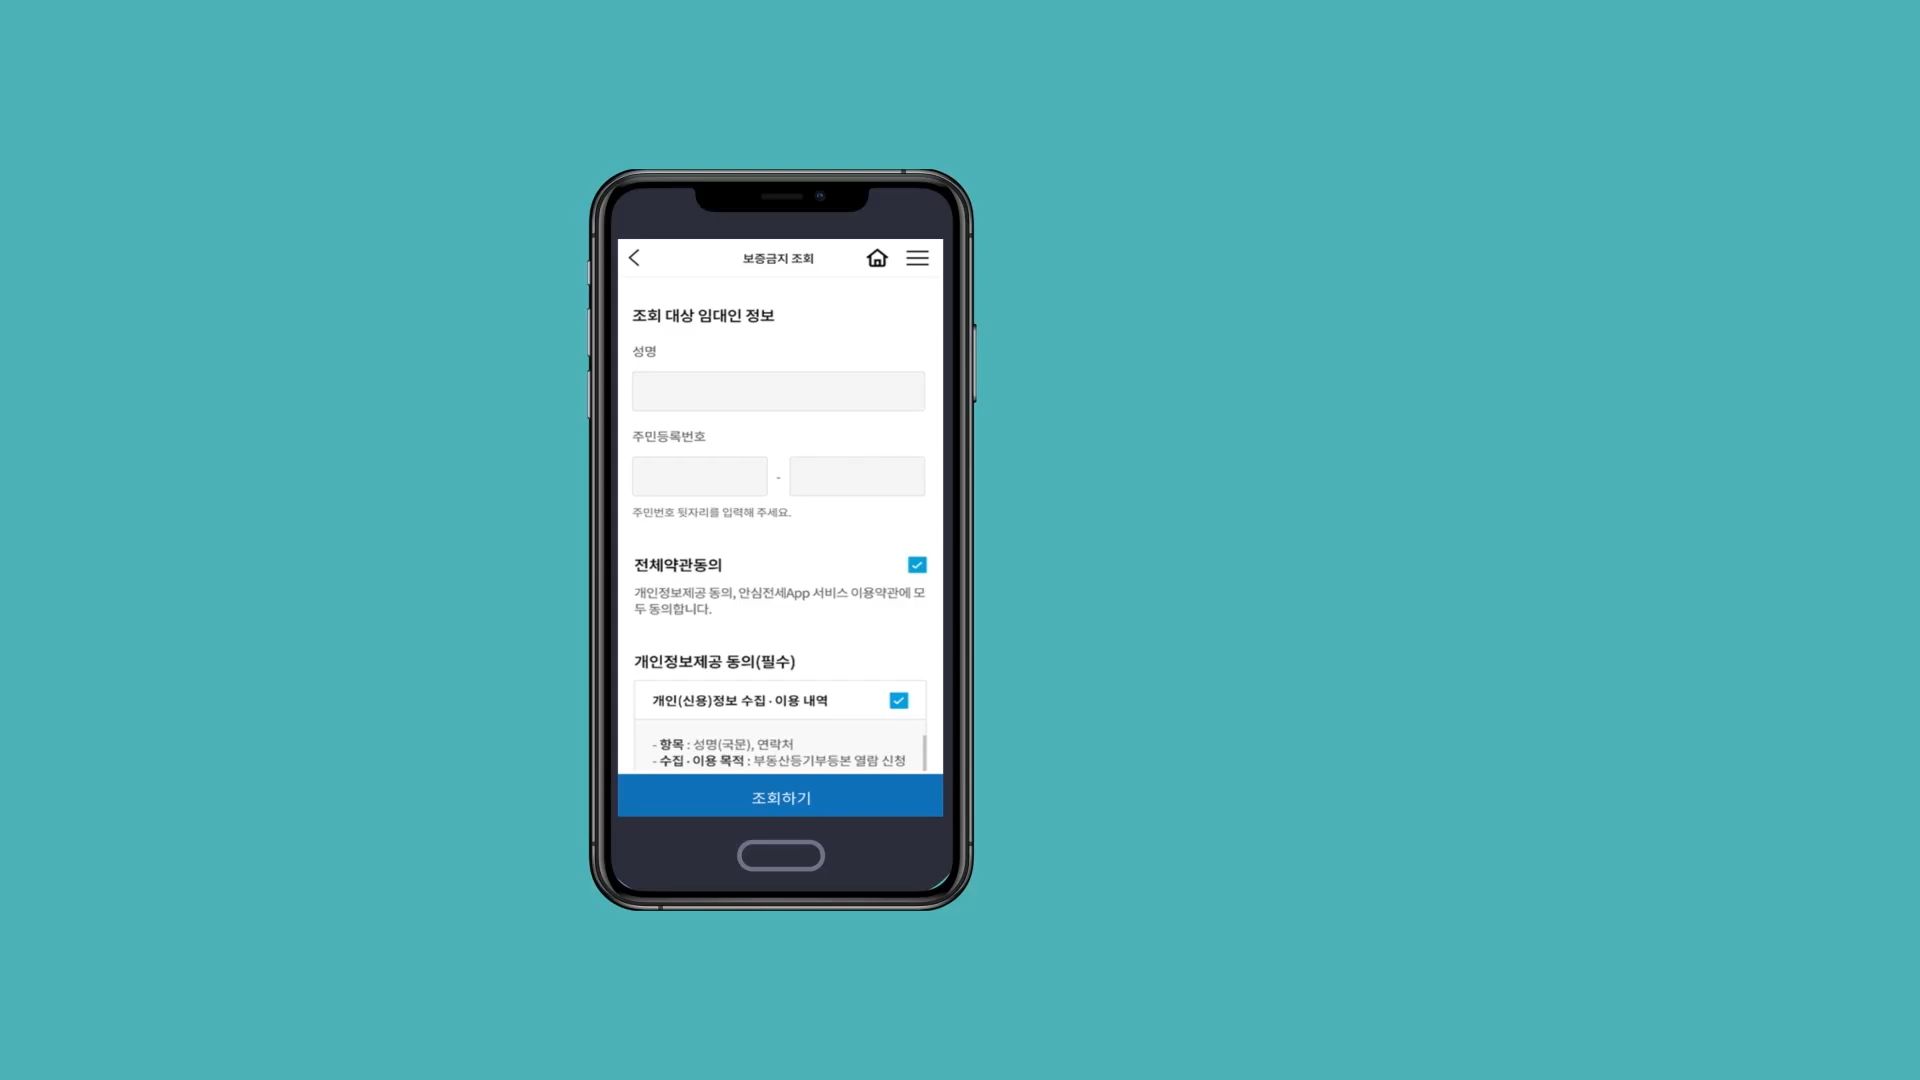 보증금지 조회
조회 대상 임대인 정보
성명
주민등록번호
-
주민번호 뒷자리를 입력해 주세요.
전체약관동의
개인정보제공 동의, 안심전세App 서비스 이용약관에 모
두 동의합니다.
개인정보제공 동의(필수)
개인(신용)정보 수집 · 이용 내역
- 항목 : 성명(국문), 연락처
- 수집 · 이용 목적 : 부동산등기부등본 열람 신청
조회하기